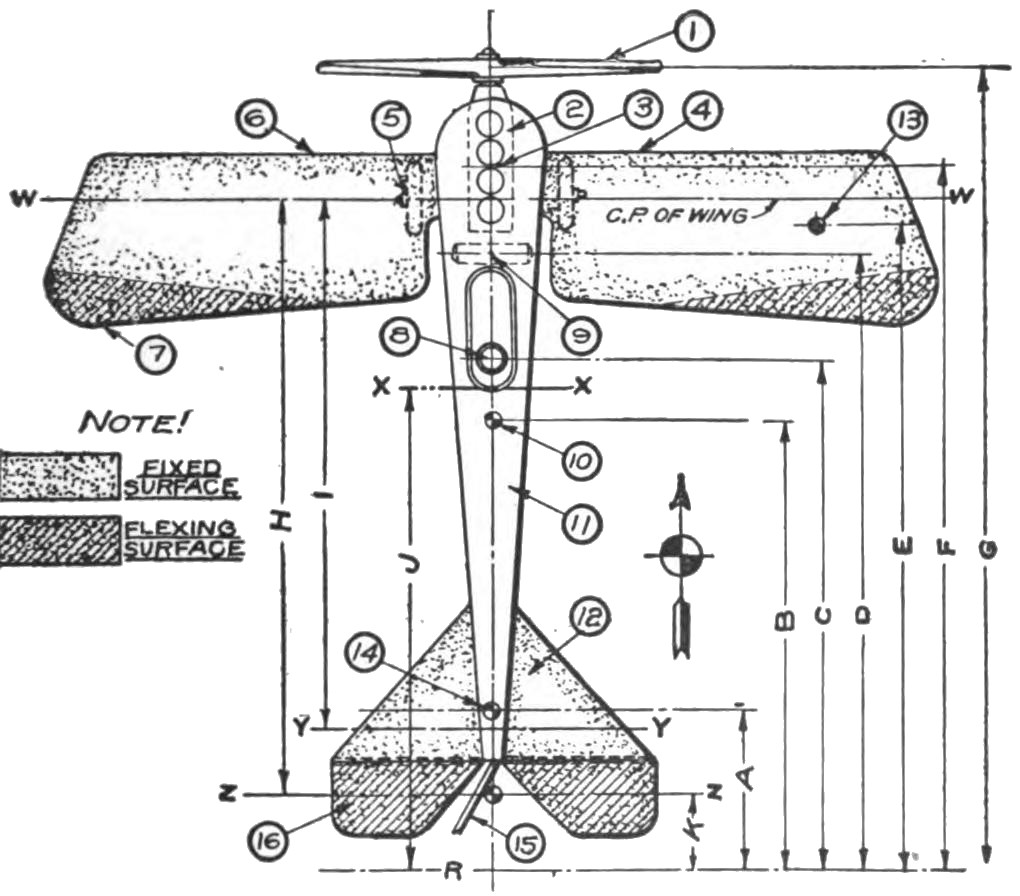 1
2
3
4
5
6
13
W
W
C.P. OF WING
7
8
9
X
X
NOTE!
FIXED
SURFACE
FLEXING
SURFACE
10
11
H
I
J
B
C
D
E
F
G
12
14
Y
Y
A
Z
Z
K
16
15
R